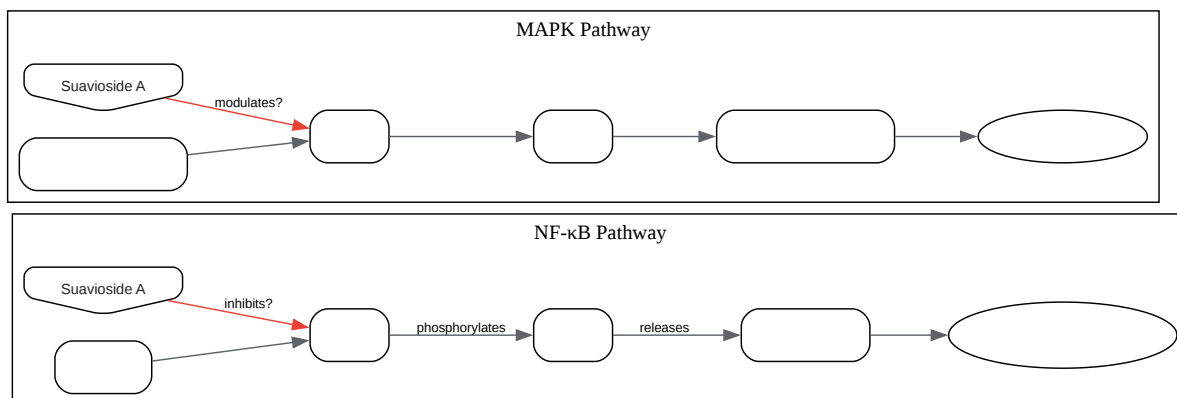 MAPK Pathway
Suavioside A
modulates?
NF-κB Pathway
Suavioside A
inhibits?
phosphorylates
releases